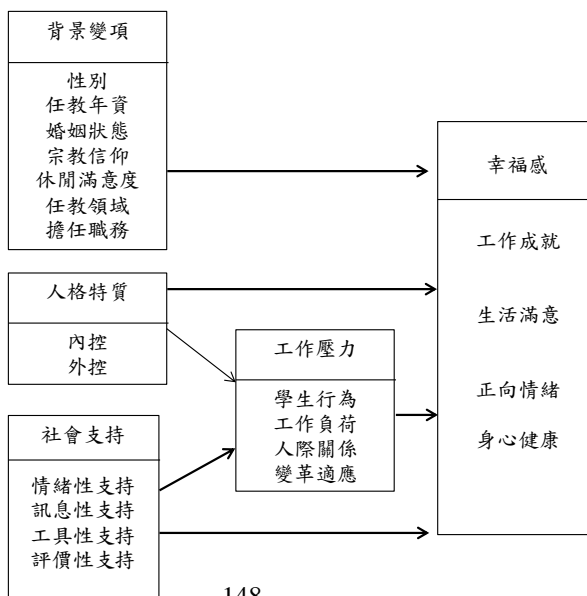 背景變項
性別
任教年資
婚姻狀態
宗教信仰
休閒滿意度
任教領域
擔任職務
人格特質
內控
外控
社會支持
情緒性支持
訊息性支持
工具性支持
評價性支持
工作壓力
學生行為
工作負荷
人際關係
變革適應
幸福感
工作成就
生活滿意
正向情緒
身心健康
148